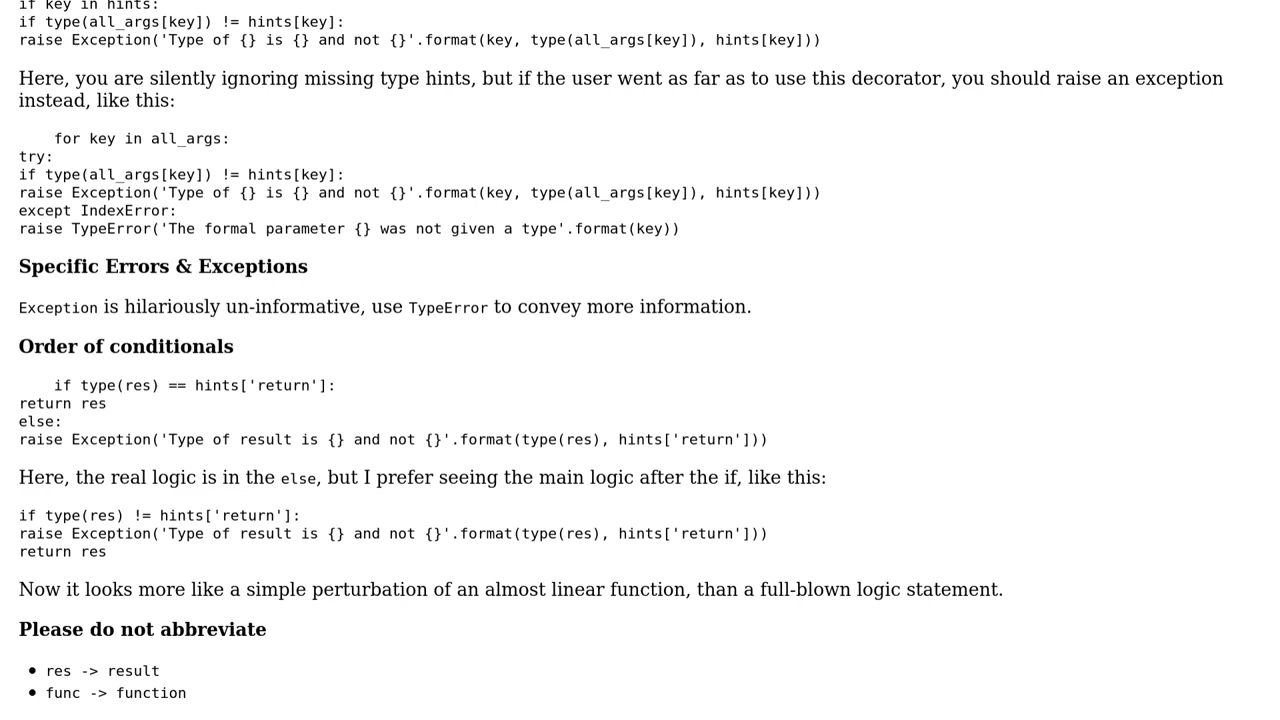 if key in hints:
if type(all_args[key]) != hints[key]:
raise Exception('Type of {} is {} and not {}'.format(key, type(all_args[key]), hints[key]))
Here, you are silently ignoring missing type hints, but if the user went as far as to use this decorator, you should raise an exception
instead, like this:
    for key in all_args:
try:
if type(all_args[key]) != hints[key]:
raise Exception('Type of {} is {} and not {}'.format(key, type(all_args[key]), hints[key]))
except IndexError:
raise TypeError('The formal parameter {} was not given a type'.format(key))
Specific Errors & Exceptions
Exception is hilariously un-informative, use TypeError to convey more information.
Order of conditionals
    if type(res) == hints['return']:
return res
else:
raise Exception('Type of result is {} and not {}'.format(type(res), hints['return']))
Here, the real logic is in the else, but I prefer seeing the main logic after the if, like this:
if type(res) != hints['return']:
raise Exception('Type of result is {} and not {}'.format(type(res), hints['return']))
return res
Now it looks more like a simple perturbation of an almost linear function, than a full-blown logic statement.
Please do not abbreviate
• res -> result
• func -> function